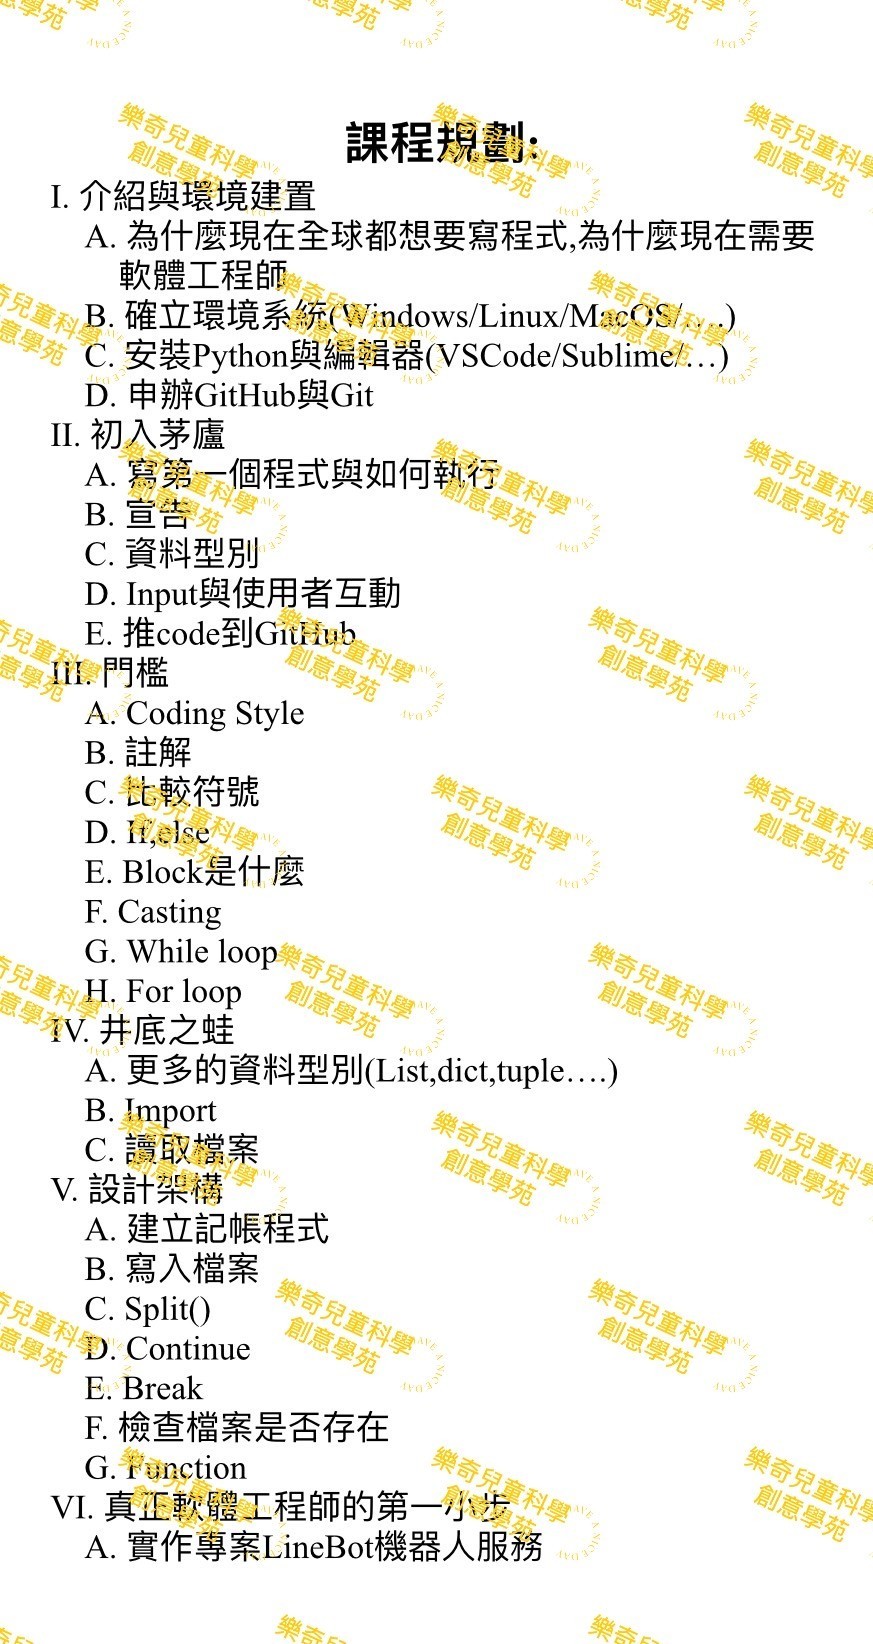 課程規劃:
I. 介紹與環境建置
A. 為什麼現在全球都想要寫程式,為什麼現在需要
軟體工程師
B. 確立環境系統(Windows/Linux/MacOS/….)
C. 安裝Python與編輯器(VSCode/Sublime/…)
D. 申辦GitHub與Git
II. 初入茅廬
A. 寫第一個程式與如何執行
B. 宣告
C. 資料型別
D. Input與使用者互動
E. 推code到GitHub
III. 門檻
A. Coding Style
B. 註解
C. 比較符號
D. If,else
E. Block是什麼
F. Casting
G. While loop
H. For loop
IV. 井底之蛙
A. 更多的資料型別(List,dict,tuple….)
B. Import
C. 讀取檔案
V. 設計架構
A. 建立記帳程式
B. 寫入檔案
C. Split()
D. Continue
E. Break
F. 檢查檔案是否存在
G. Function
VI. 真正軟體工程師的第一小步
A. 實作專案LineBot機器人服務
樂奇兒童科學
創意學苑
HAVE A NICE DAY